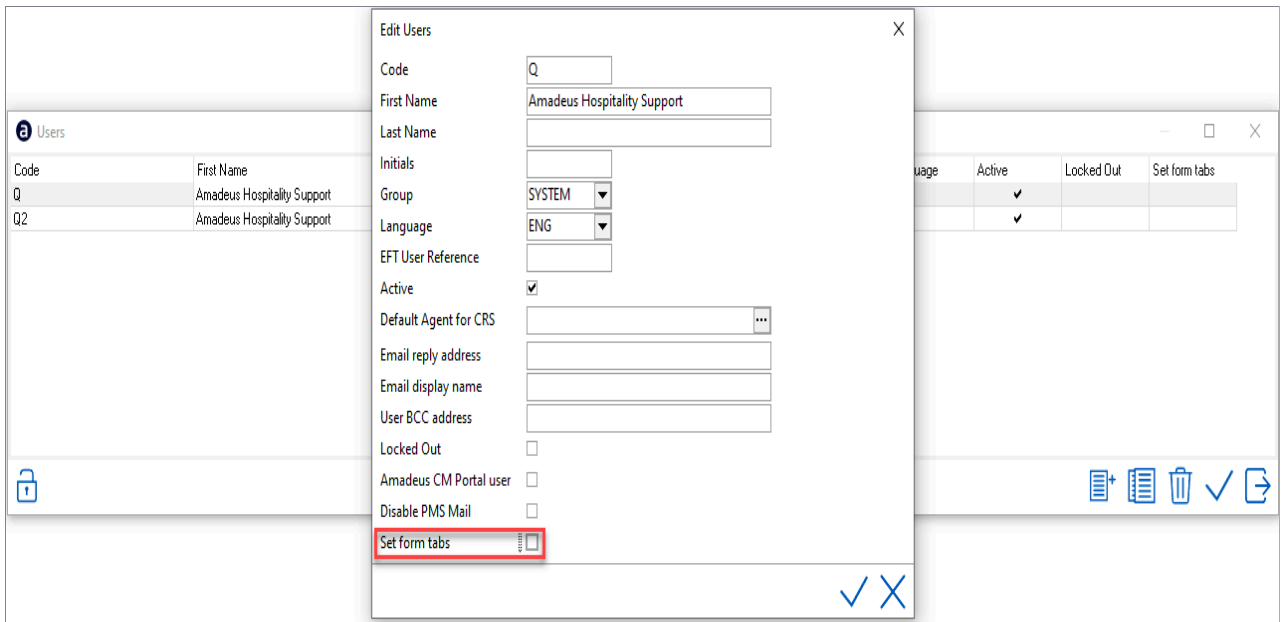 Edit Users
Code Q
First Name Amadeus Hospitality Support
Last Name
Initials
Group SYSTEM
Language ENG
EFT User Reference
Active
Default Agent for CRS ...
Email reply address
Email display name
User BCC address
Locked Out
Amadeus CM Portal user
Disable PMS Mail
Set form tabs
a Users
Code First Name uage Active Locked Out Set form tabs
Q Amadeus Hospitality Support
Q2 Amadeus Hospitality Support